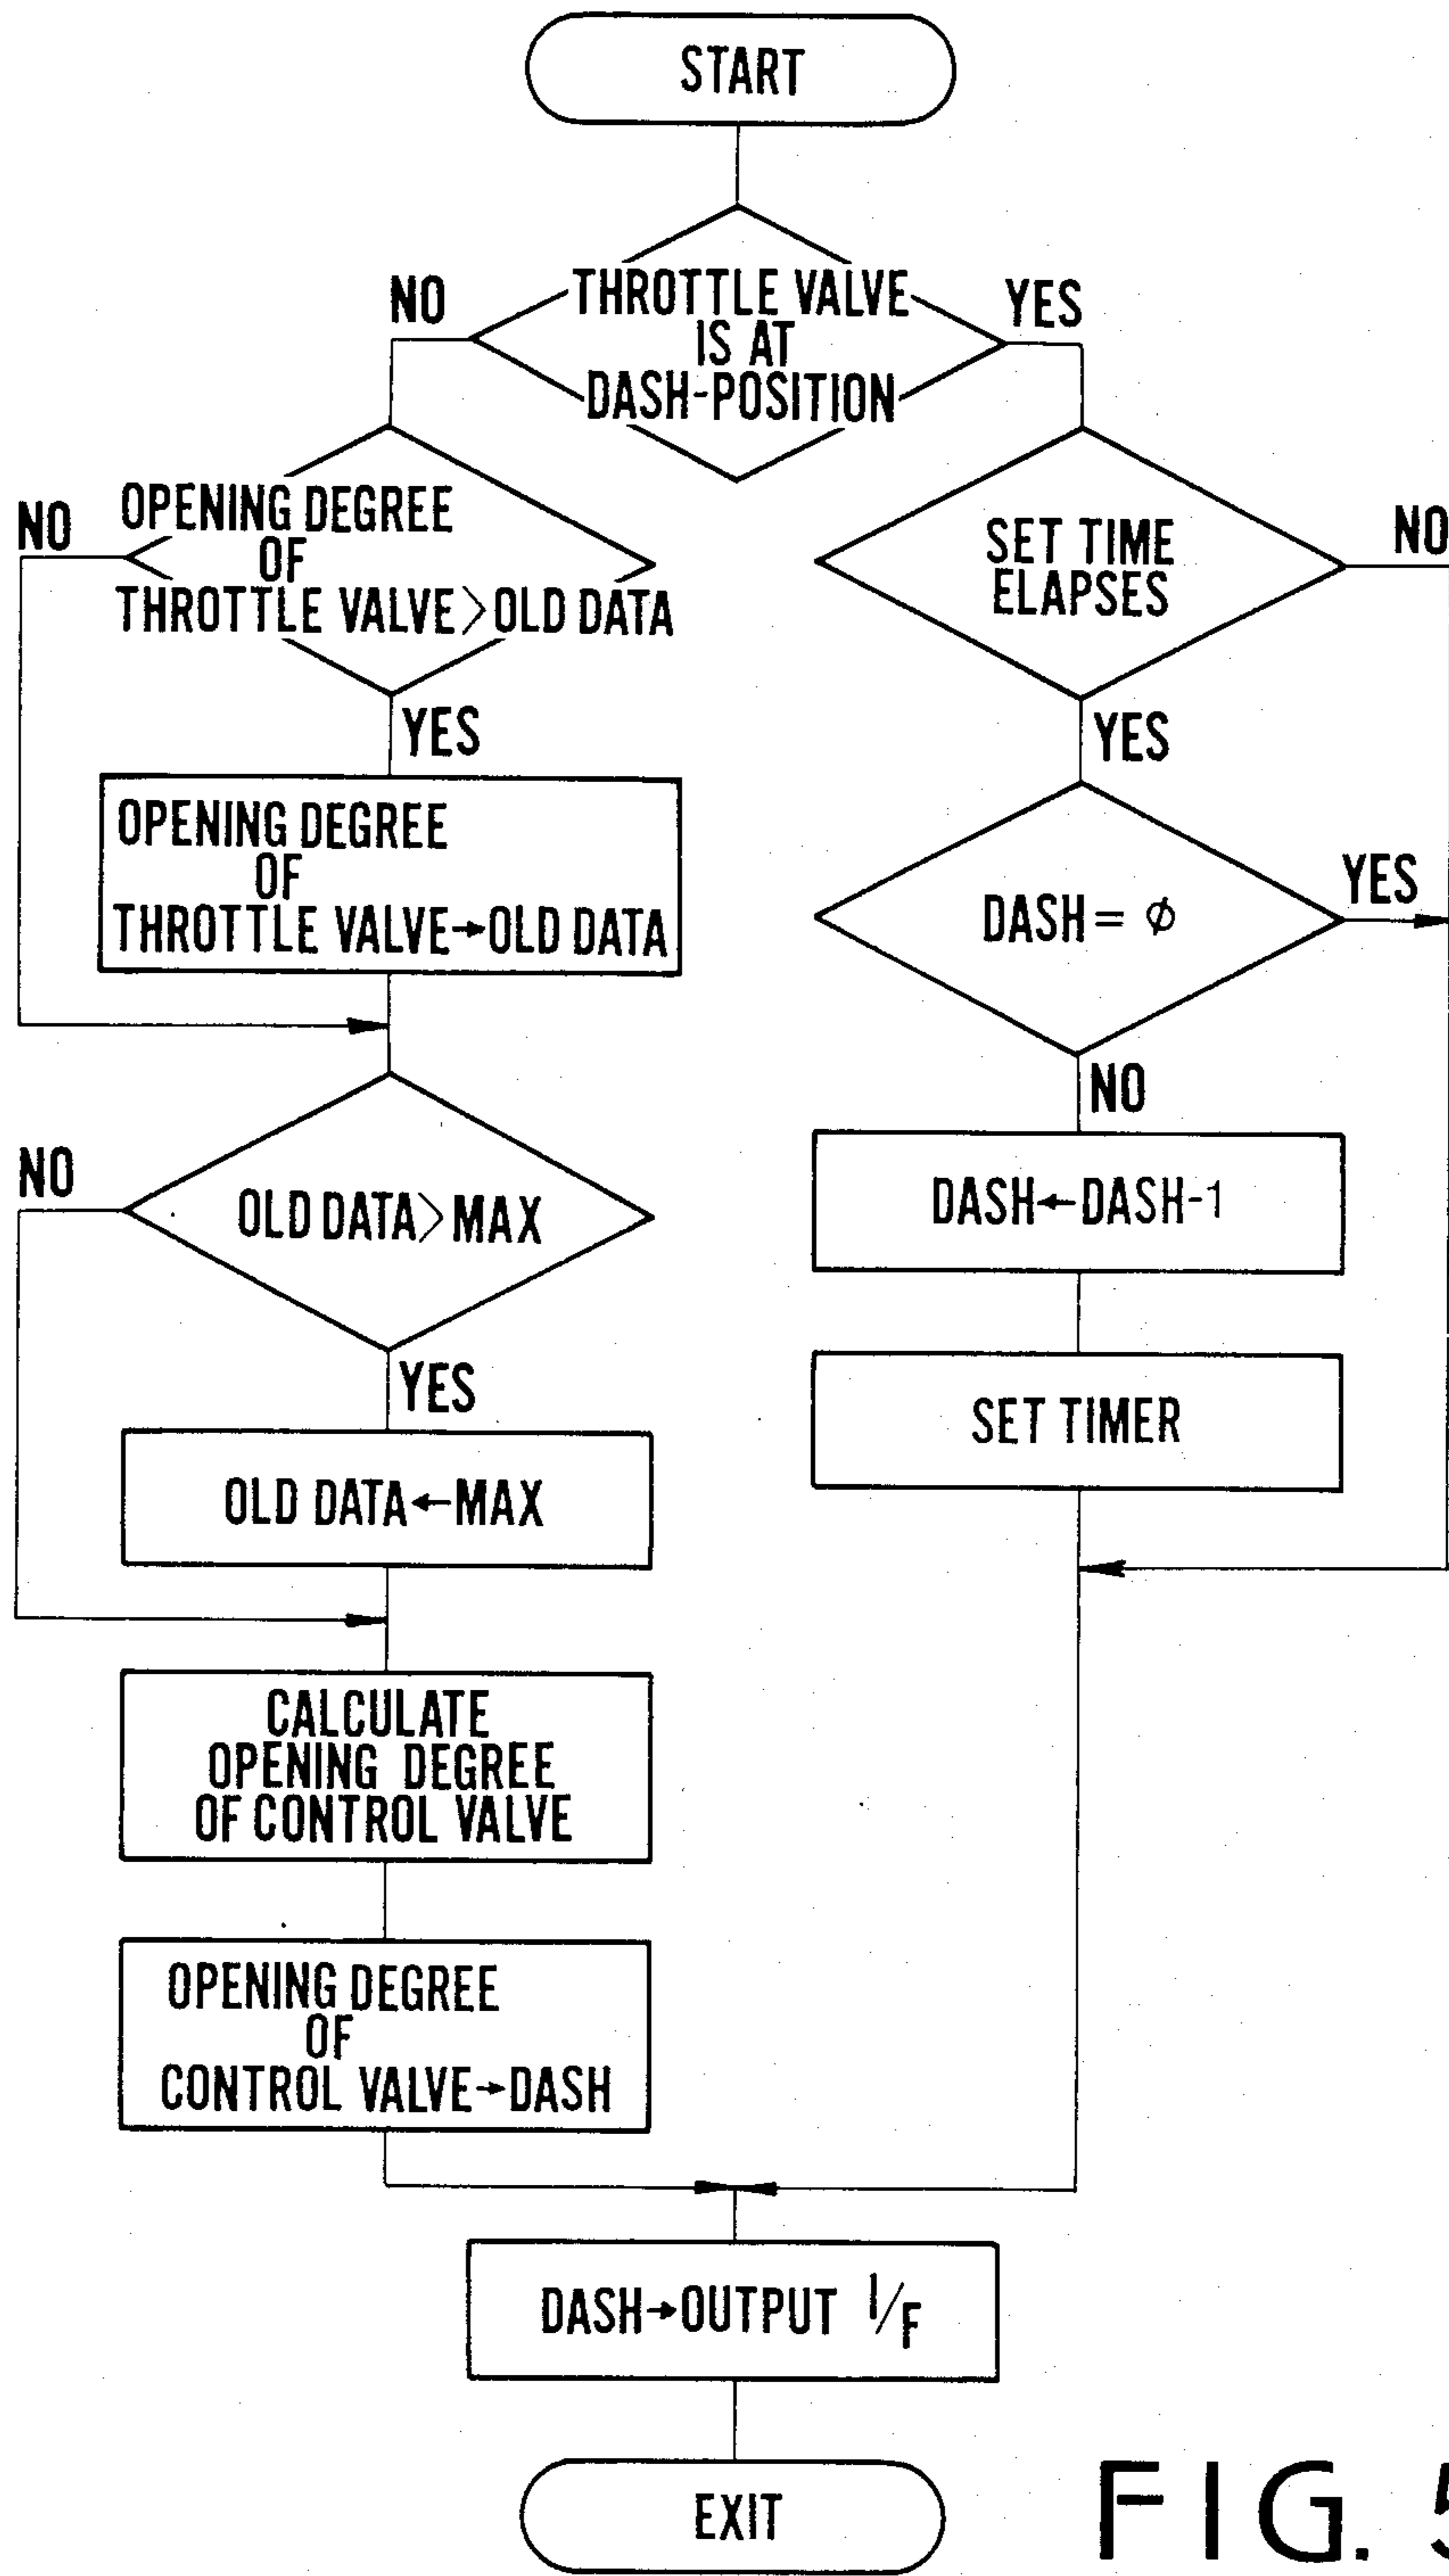 START
NO
THROTTLE VALVE
IS AT
DASH-POSITION
YES
NO
OPENING DEGREE
OF
THROTTLE VALVE>OLD DATA
YES
OPENING DEGREE
OF
THROTTLE VALVE→OLD DATA
NO
OLD DATA>MAX
YES
OLD DATA←MAX
CALCULATE
OPENING DEGREE
OF CONTROL VALVE
OPENING DEGREE
OF
CONTROL VALVE→DASH
SET TIME
ELAPSES
NO
YES
DASH = φ
YES
NO
DASH←DASH-1
SET TIMER
DASH→OUTPUT I/F
EXIT
FIG. 5